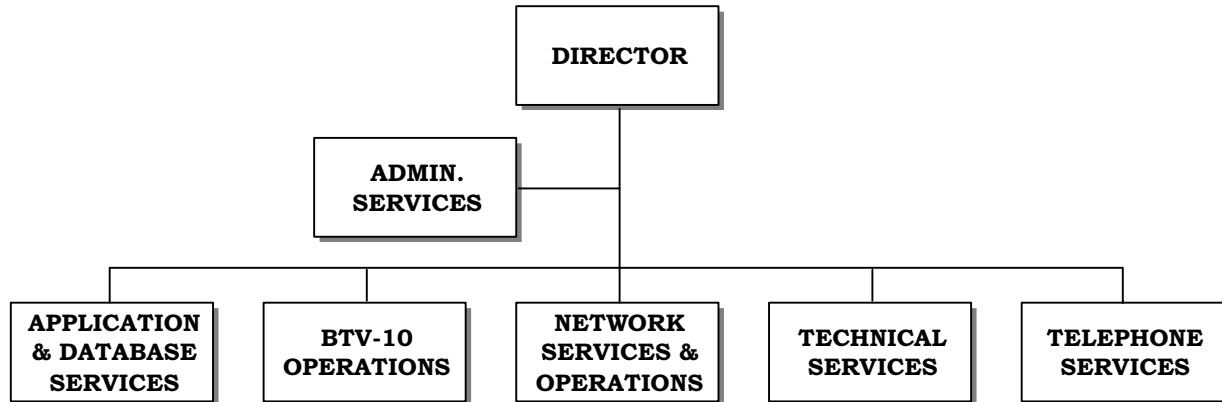 DIRECTOR
ADMIN.
SERVICES
APPLICATION
& DATABASE
SERVICES
BTV-10
OPERATIONS
NETWORK
SERVICES &
OPERATIONS
TECHNICAL
SERVICES
TELEPHONE
SERVICES